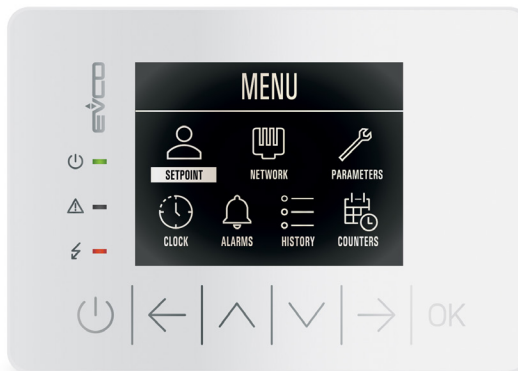 EVCO
MENU
SETPOINT
NETWORK
PARAMETERS
CLOCK
ALARMS
HISTORY
COUNTERS
OK